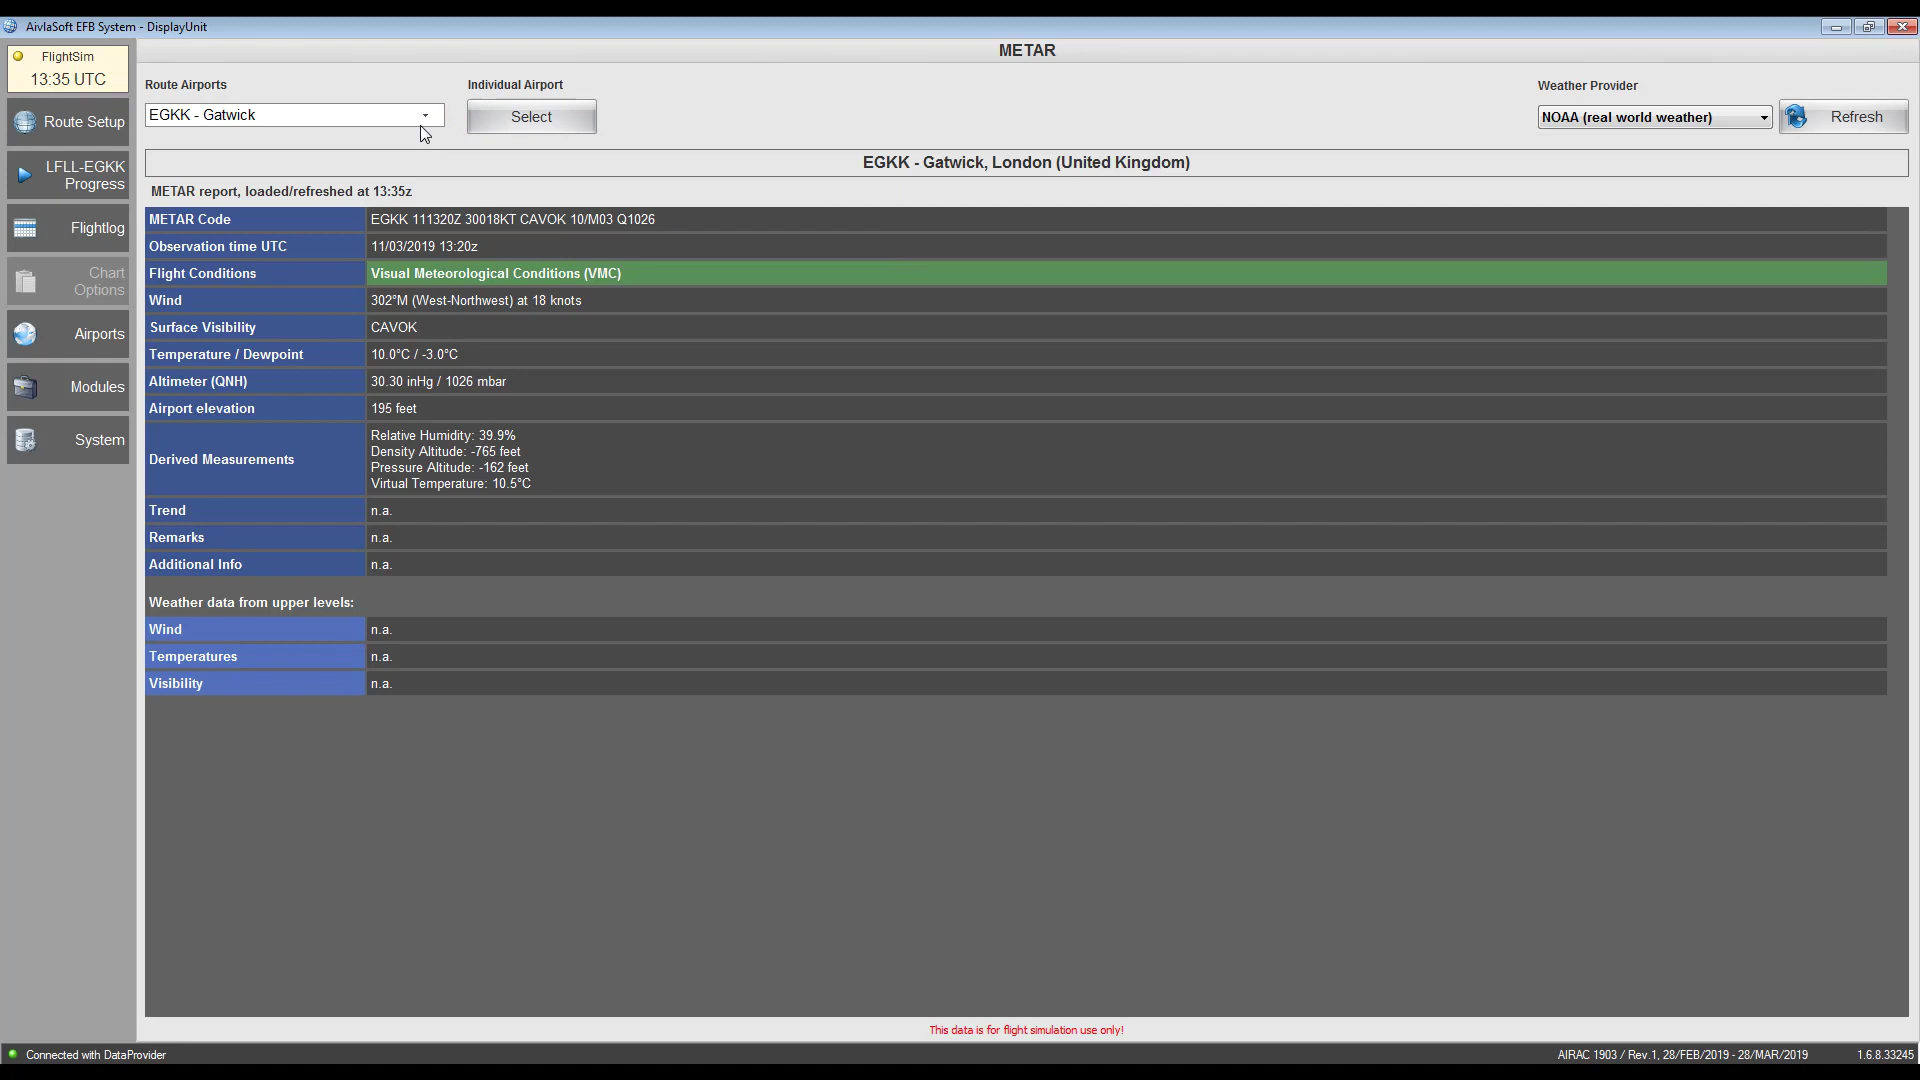 AivlaSoft EFB System - DisplayUnit
FlightSim
13:35 UTC
Route Setup
LFLL-EGKK
Progress
Flightlog
Chart
Options
Airports
Modules
System
METAR
Route Airports
Individual Airport
Weather Provider
EGKK - Gatwick
Select
NOAA (real world weather)
Refresh
EGKK - Gatwick, London (United Kingdom)
METAR report, loaded/refreshed at 13:35z
METAR Code EGKK 111320Z 30018KT CAVOK 10/M03 Q1026
Observation time UTC 11/03/2019 13:20z
Flight Conditions Visual Meteorological Conditions (VMC)
Wind 302°M (West-Northwest) at 18 knots
Surface Visibility CAVOK
Temperature / Dewpoint 10.0°C / -3.0°C
Altimeter (QNH) 30.30 inHg / 1026 mbar
Airport elevation 195 feet
Derived Measurements
Relative Humidity: 39.9%
Density Altitude: -765 feet
Pressure Altitude: -162 feet
Virtual Temperature: 10.5°C
Trend n.a.
Remarks n.a.
Additional Info n.a.
Weather data from upper levels:
Wind n.a.
Temperatures n.a.
Visibility n.a.
This data is for flight simulation use only!
Connected with DataProvider
AIRAC 1903 / Rev.1, 28/FEB/2019 - 28/MAR/2019
1.6.8.33245